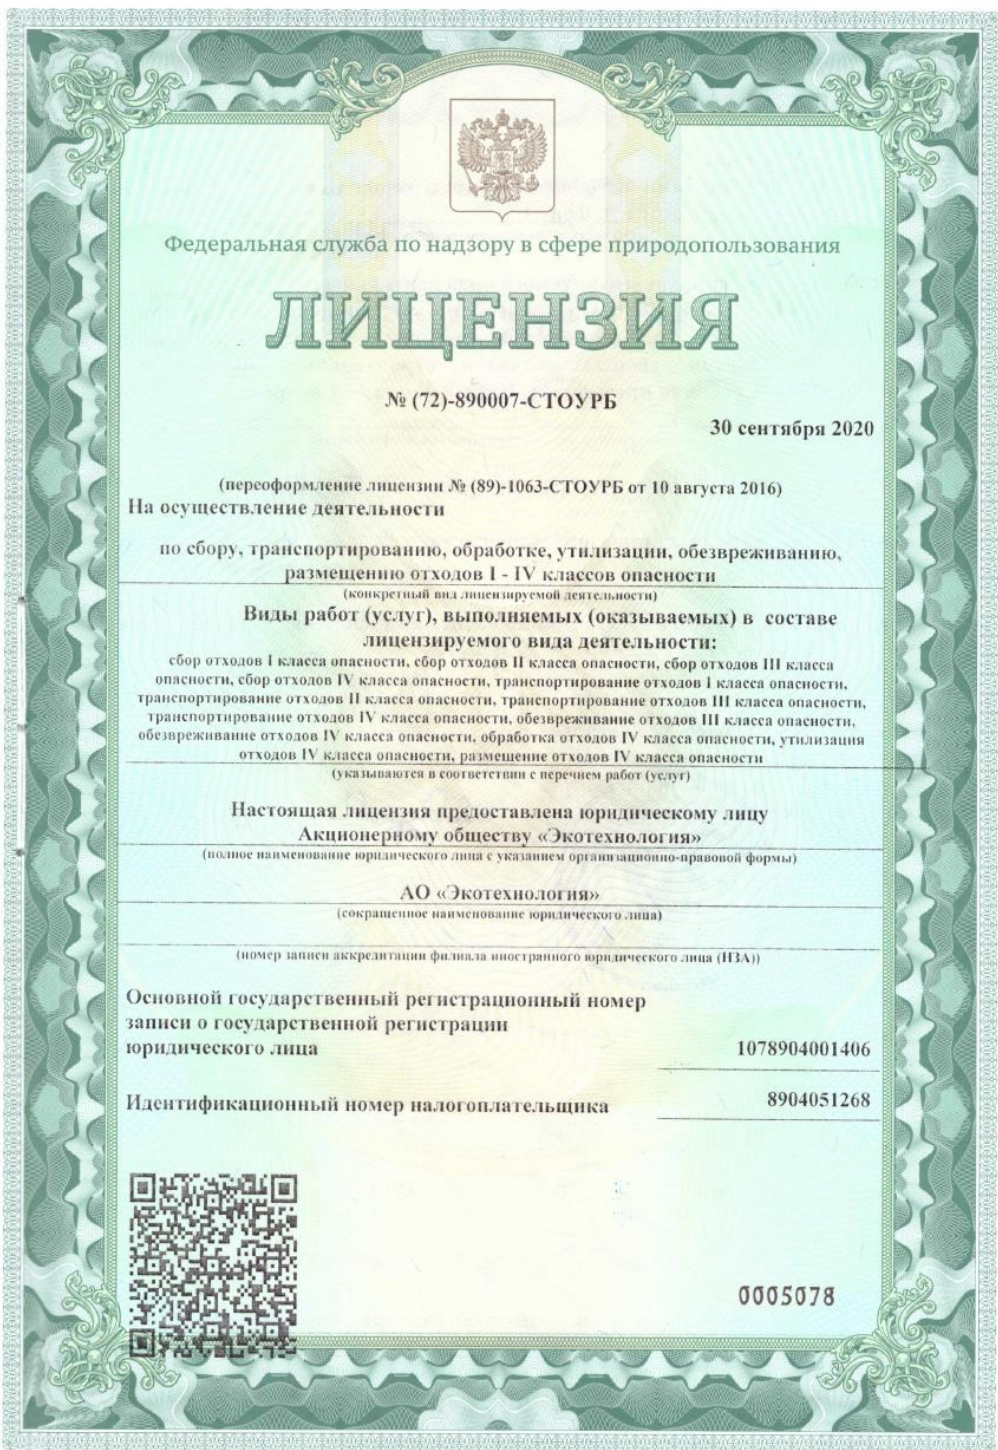 Федеральная служба по надзору в сфере природопользования
ЛИЦЕНЗИЯ
№ (72)-890007-СТОУРБ
30 сентября 2020
(переоформление лицензии № (89)-1063-СТОУРБ от 10 августа 2016)
На осуществление деятельности
по сбору, транспортированию, обработке, утилизации, обезвреживанию,
размещению отходов I - IV классов опасности
(конкретный вид лицензируемой деятельности)
Виды работ (услуг), выполняемых (оказываемых) в составе
лицензируемого вида деятельности:
сбор отходов I класса опасности, сбор отходов II класса опасности, сбор отходов III класса
опасности, сбор отходов IV класса опасности, транспортирование отходов I класса опасности,
транспортирование отходов II класса опасности, транспортирование отходов III класса опасности,
транспортирование отходов IV класса опасности, обезвреживание отходов III класса опасности,
обезвреживание отходов IV класса опасности, обработка отходов IV класса опасности, утилизация
отходов IV класса опасности, размещение отходов IV класса опасности
(указываются в соответствии с перечнем работ (услуг)
Настоящая лицензия предоставлена юридическому лицу
Акционерному обществу «Экотехнология»
(полное наименование юридического лица с указанием организационно-правовой формы)
АО «Экотехнология»
(сокращенное наименование юридического лица)
(номер записи аккредитации филиала иностранного юридического лица (НЗА))
Основной государственный регистрационный номер
записи о государственной регистрации
юридического лица 1078904001406
Идентификационный номер налогоплательщика 8904051268
0005078